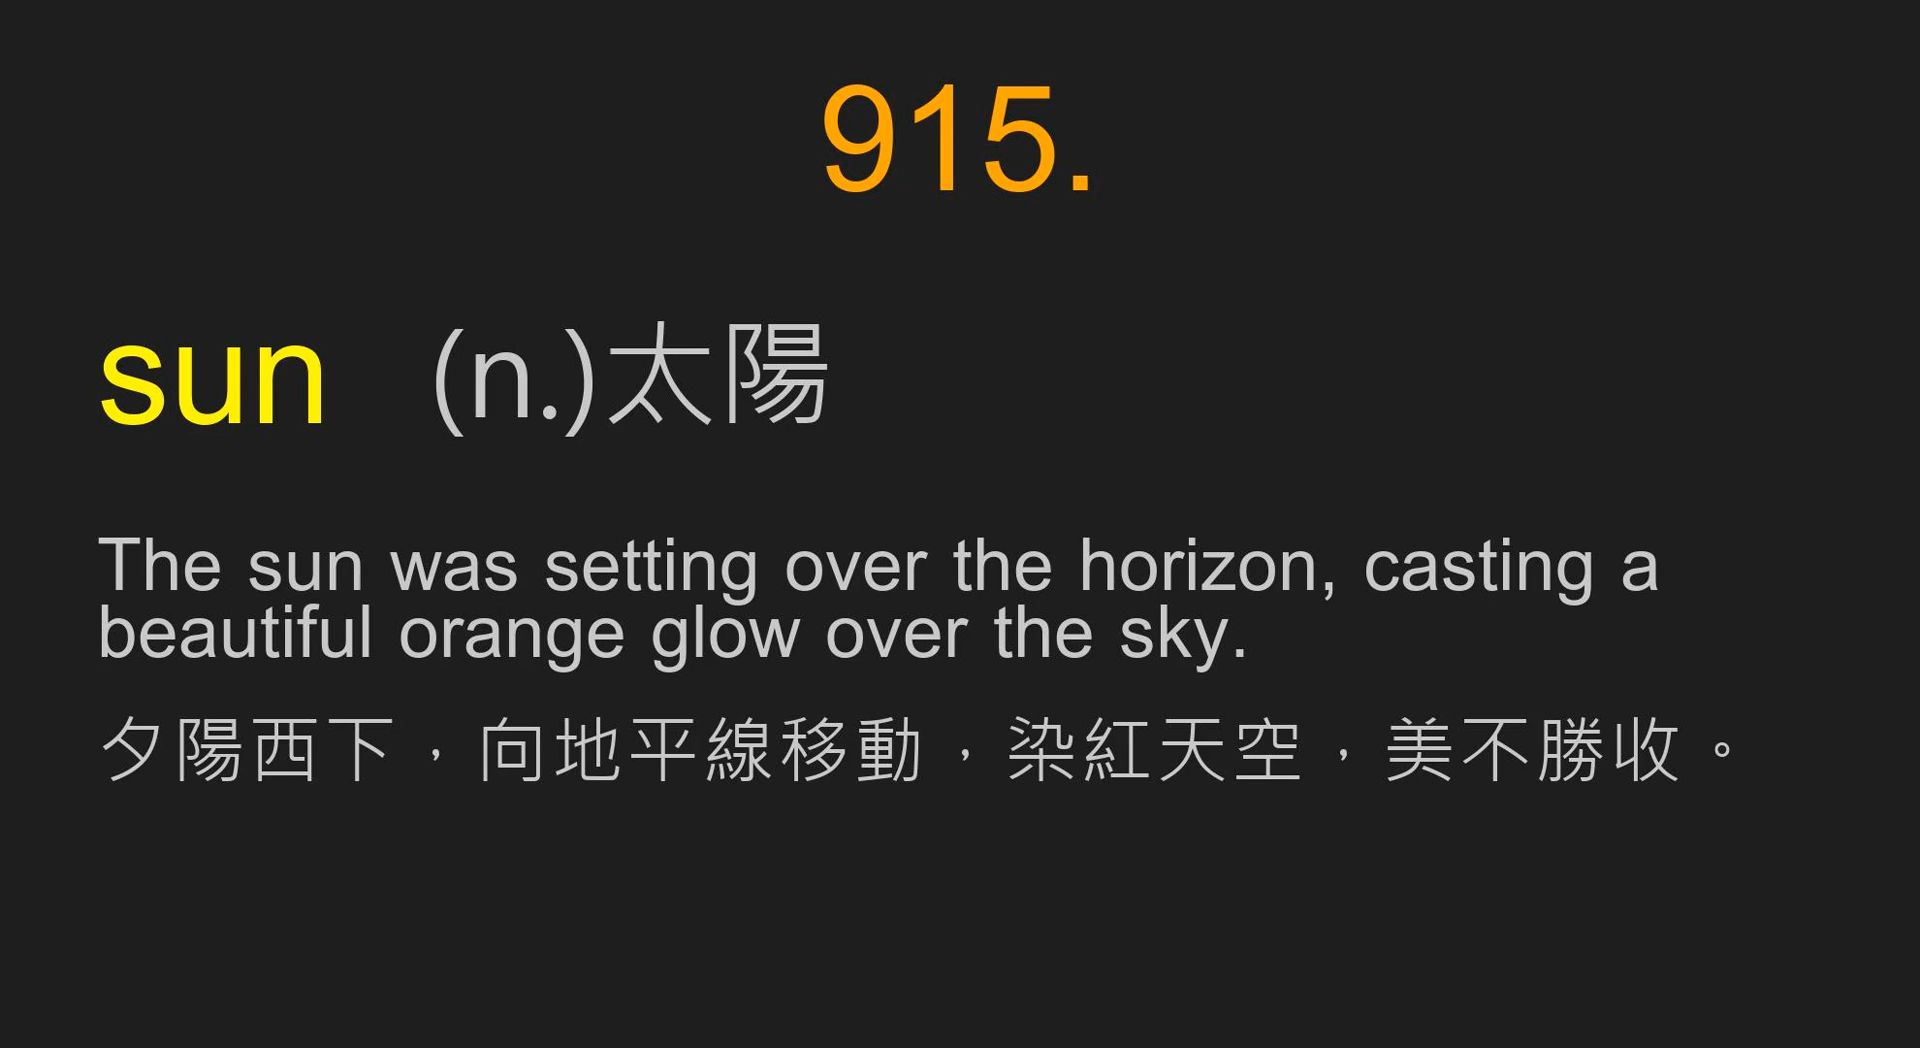 915.
sun (n.)太陽
The sun was setting over the horizon, casting a
beautiful orange glow over the sky.
夕陽西下，向地平線移動，染紅天空，美不勝收。